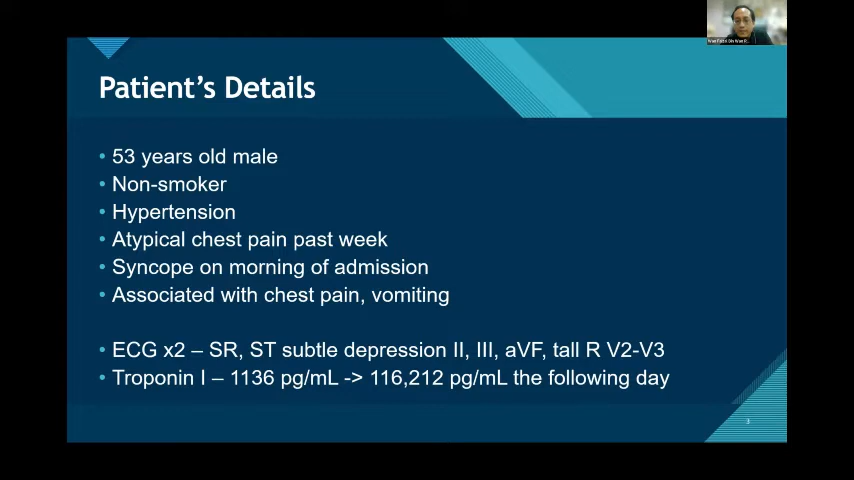 Patient's Details
• 53 years old male
• Non-smoker
• Hypertension
• Atypical chest pain past week
• Syncope on morning of admission
• Associated with chest pain, vomiting
• ECG x2 – SR, ST subtle depression II, III, aVF, tall R V2-V3
• Troponin I – 1136 pg/mL -> 116,212 pg/mL the following day